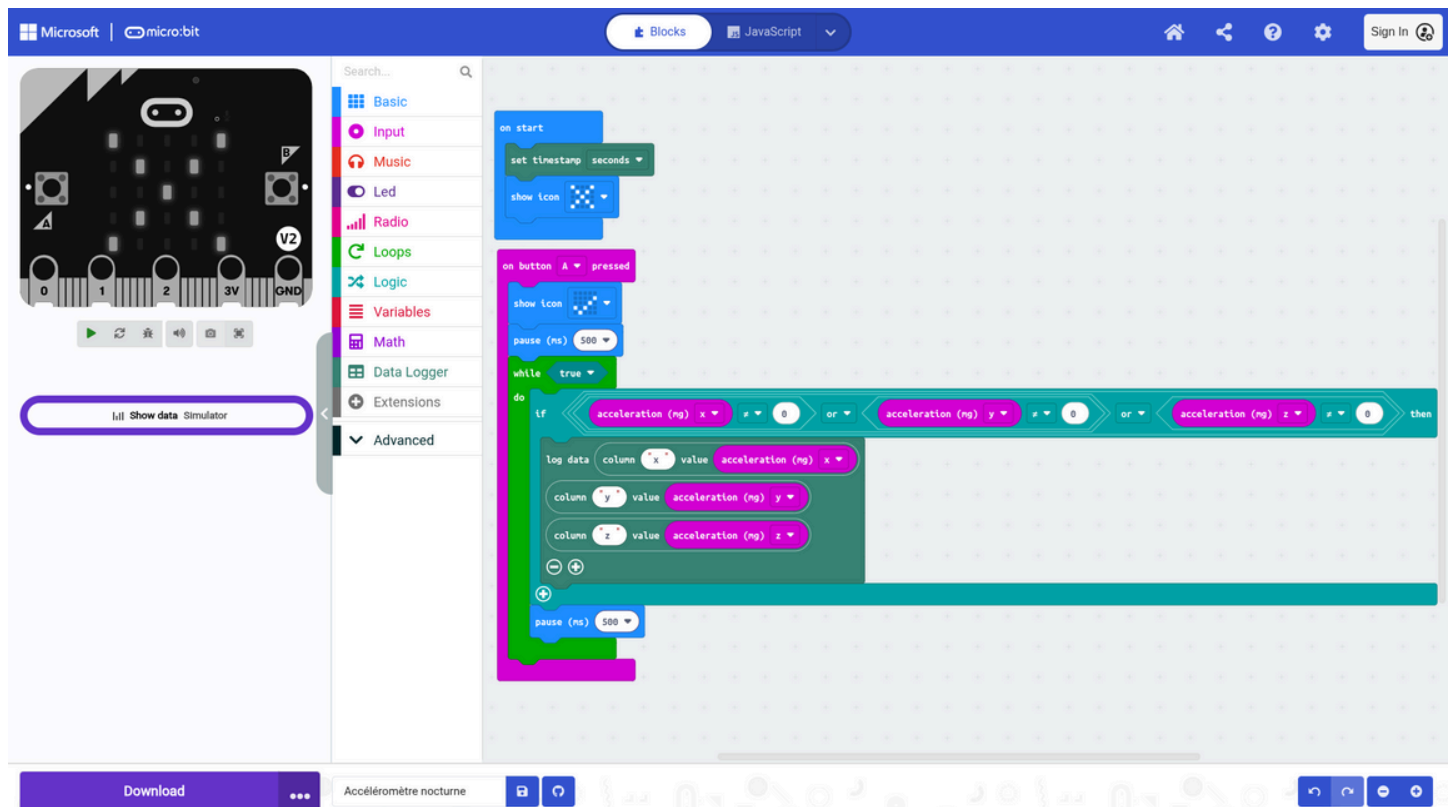 Microsoft micro:bit Blocks JavaScript Sign In
Search...
Basic
Input
Music
Led
Radio
Loops
Logic
Variables
Math
Data Logger
Extensions
Advanced
B
A
V2
0 1 2 3V GND
Show data Simulator
on start
set timestamp seconds
show icon
on button A pressed
show icon
pause (ms) 500
while true
do
if acceleration (mg) x ≠ 0 or acceleration (mg) y ≠ 0 or acceleration (mg) z ≠ 0 then
log data column "x" value acceleration (mg) x
column "y" value acceleration (mg) y
column "z" value acceleration (mg) z
pause (ms) 500
Download
Accéléromètre nocturne